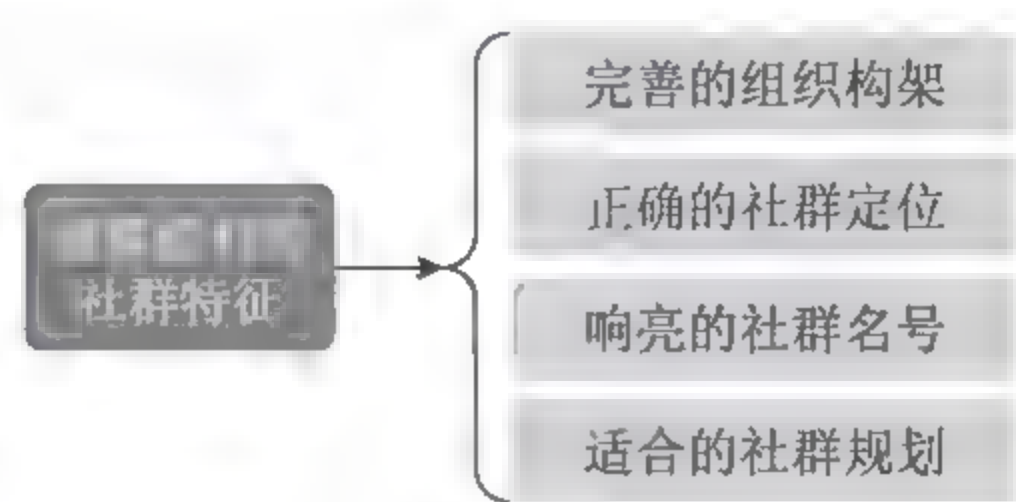 社群特征
完善的组织构架
正确的社群定位
响亮的社群名号
适合的社群规划